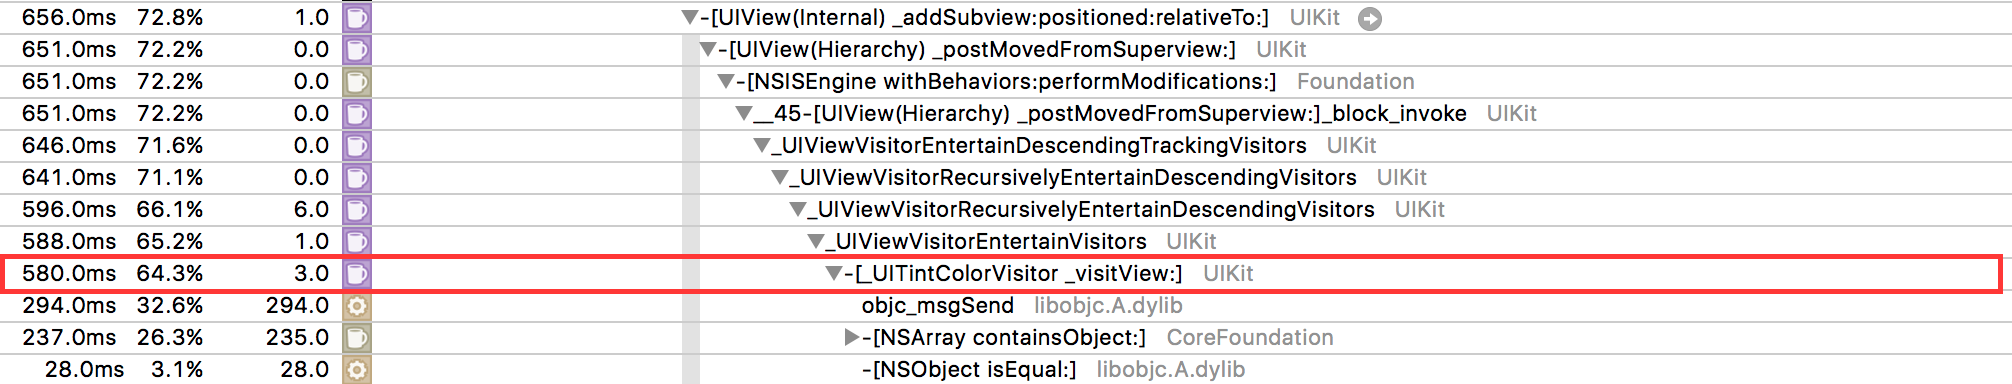 656.0ms 72.8% 1.0 -[UIView(Internal) _addSubview:positioned:relativeTo:] UIKit
651.0ms 72.2% 0.0 -[UIView(Hierarchy) _postMovedFromSuperview:] UIKit
651.0ms 72.2% 0.0 -[NSISEngine withBehaviors:performModifications:] Foundation
651.0ms 72.2% 0.0 __45-[UIView(Hierarchy) _postMovedFromSuperview:]_block_invoke UIKit
646.0ms 71.6% 0.0 _UIViewVisitorEntertainDescendingTrackingVisitors UIKit
641.0ms 71.1% 0.0 _UIViewVisitorRecursivelyEntertainDescendingVisitors UIKit
596.0ms 66.1% 6.0 _UIViewVisitorRecursivelyEntertainDescendingVisitors UIKit
588.0ms 65.2% 1.0 _UIViewVisitorEntertainVisitors UIKit
580.0ms 64.3% 3.0 -[_UITintColorVisitor _visitView:] UIKit
294.0ms 32.6% 294.0 objc_msgSend libobjc.A.dylib
237.0ms 26.3% 235.0 -[NSArray containsObject:] CoreFoundation
28.0ms 3.1% 28.0 -[NSObject isEqual:] libobjc.A.dylib